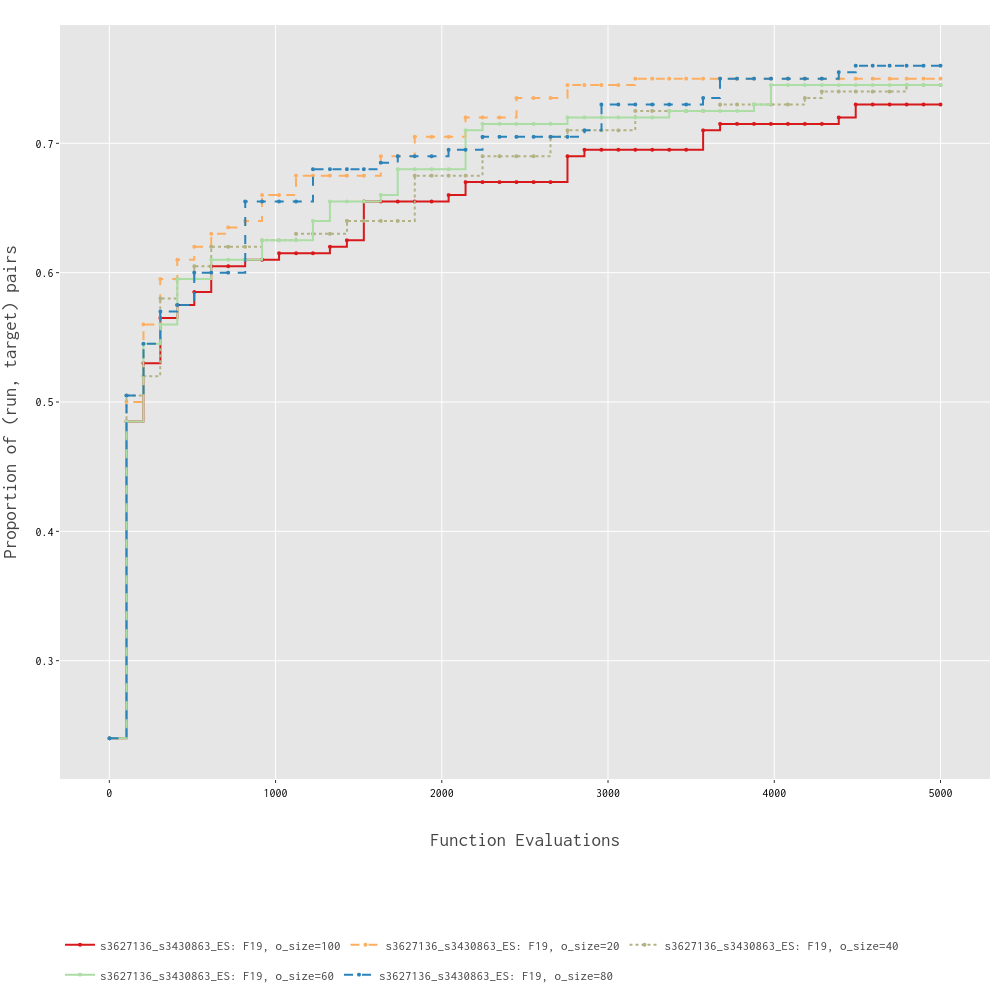 Proportion of (run, target) pairs
0.7
0.6
0.5
0.4
0.3
0 1000 2000 3000 4000 5000
Function Evaluations
s3627136_s3430863_ES: F19, o_size=100 s3627136_s3430863_ES: F19, o_size=20 s3627136_s3430863_ES: F19, o_size=40
s3627136_s3430863_ES: F19, o_size=60 s3627136_s3430863_ES: F19, o_size=80